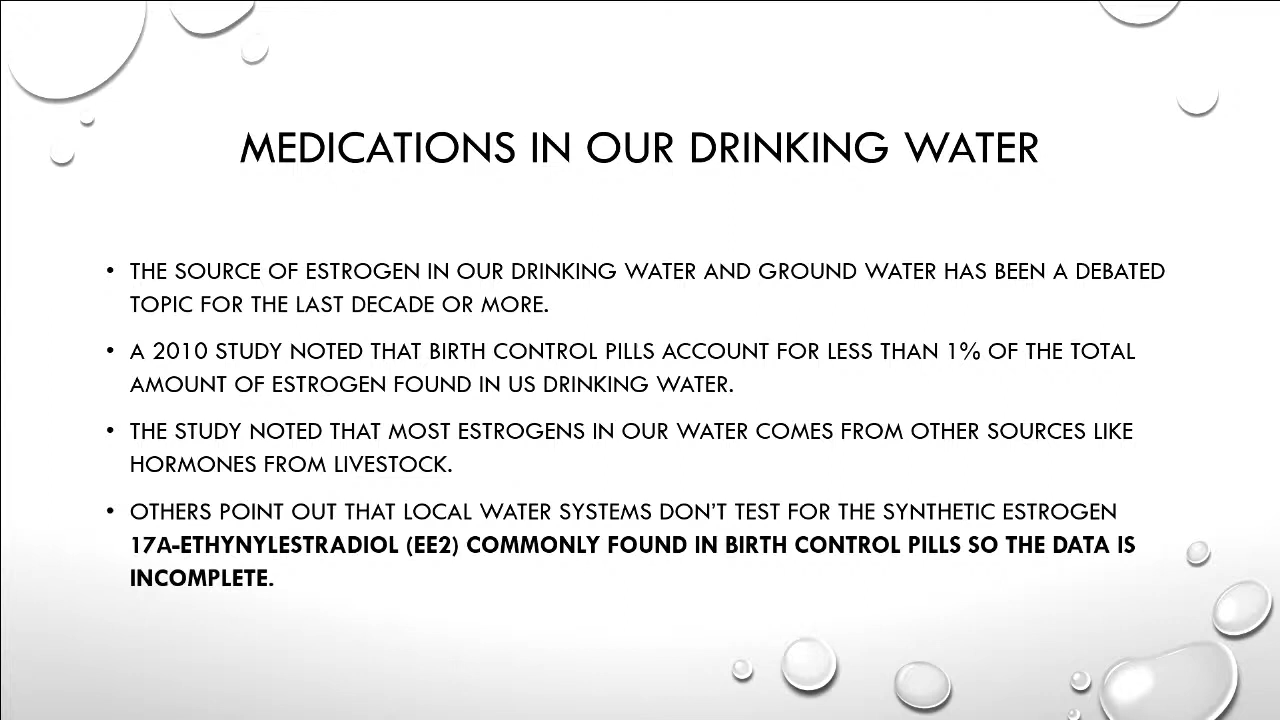 MEDICATIONS IN OUR DRINKING WATER
• THE SOURCE OF ESTROGEN IN OUR DRINKING WATER AND GROUND WATER HAS BEEN A DEBATED
TOPIC FOR THE LAST DECADE OR MORE.
• A 2010 STUDY NOTED THAT BIRTH CONTROL PILLS ACCOUNT FOR LESS THAN 1% OF THE TOTAL
AMOUNT OF ESTROGEN FOUND IN US DRINKING WATER.
• THE STUDY NOTED THAT MOST ESTROGENS IN OUR WATER COMES FROM OTHER SOURCES LIKE
HORMONES FROM LIVESTOCK.
• OTHERS POINT OUT THAT LOCAL WATER SYSTEMS DON’T TEST FOR THE SYNTHETIC ESTROGEN
17A-ETHYNYLESTRADIOL (EE2) COMMONLY FOUND IN BIRTH CONTROL PILLS SO THE DATA IS
INCOMPLETE.